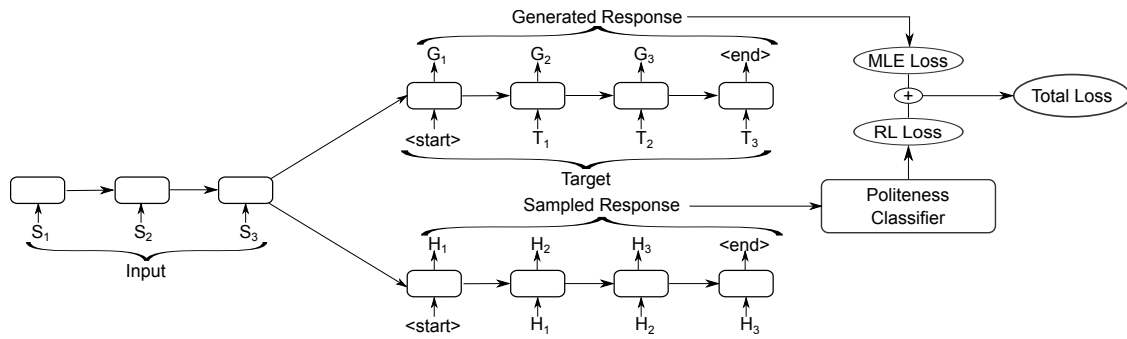 Generated Response
G1 G2 G3 <end>
MLE Loss
<start> T1 T2 T3
Target
+
Total Loss
RL Loss
S1 S2 S3
Input
Sampled Response
Politeness
Classifier
H1 H2 H3 <end>
<start> H1 H2 H3